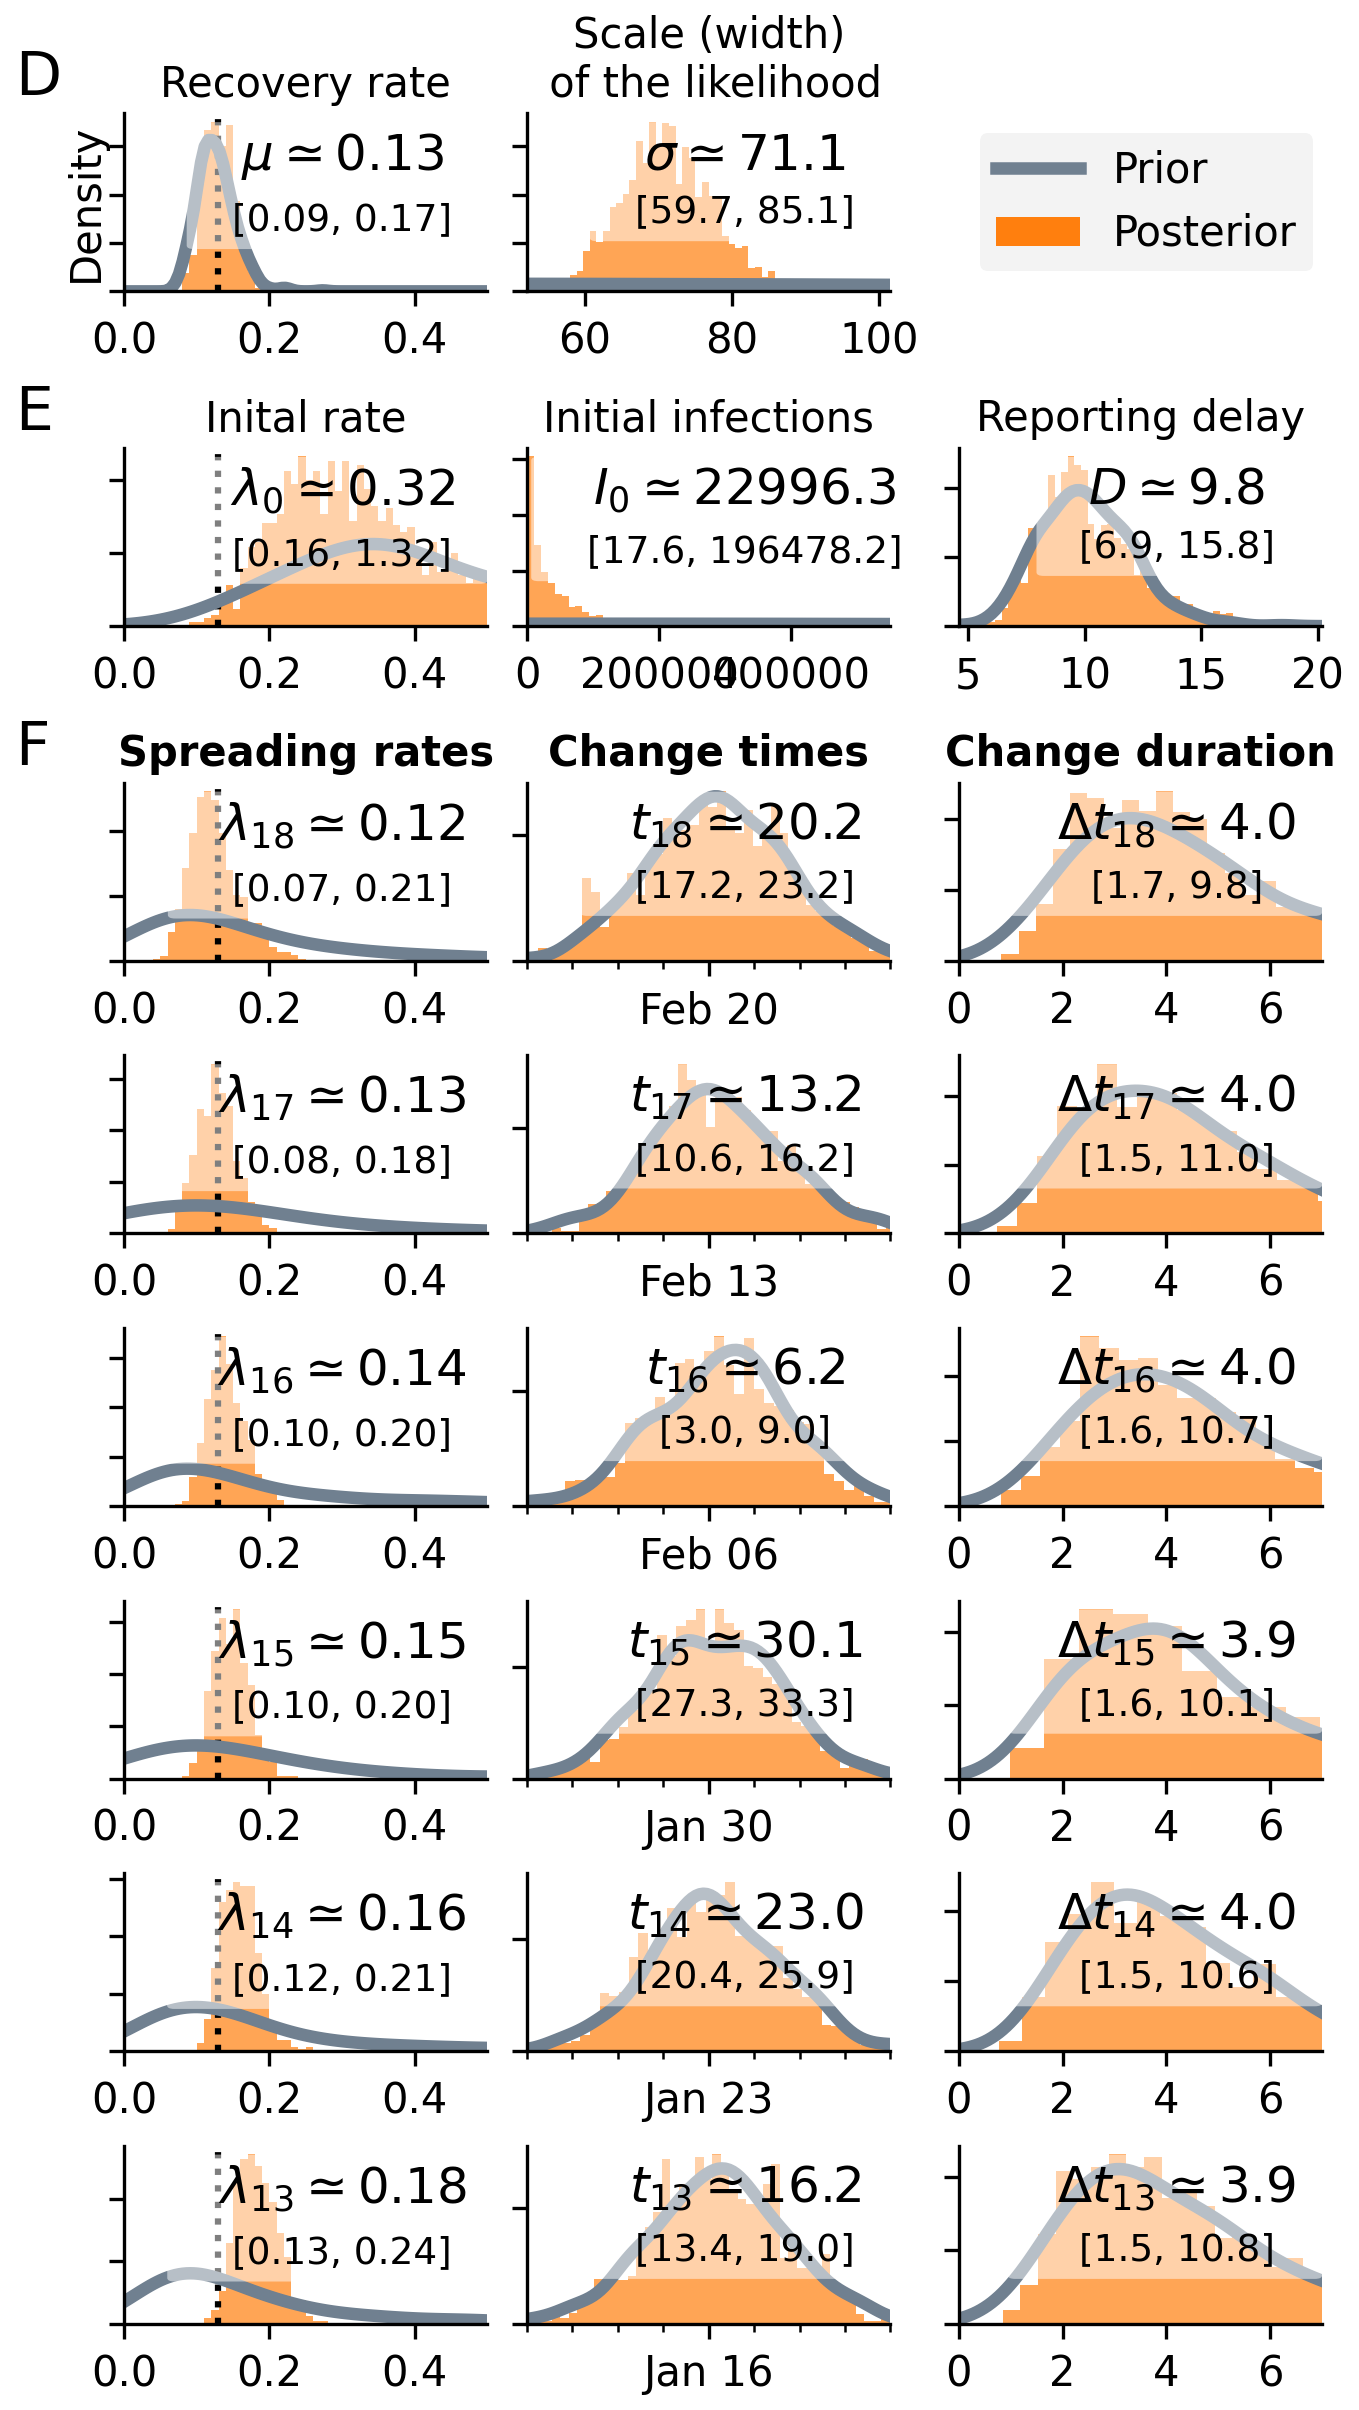 D
Recovery rate
Scale (width)
of the likelihood
Density
μ ≃ 0.13
[0.09, 0.17]
0.0 0.2 0.4
σ ≃ 71.1
[59.7, 85.1]
60 80 100
Prior
Posterior
E
Inital rate
λ0 ≃ 0.32
[0.16, 1.32]
0.0 0.2 0.4
Initial infections
I0 ≃ 22996.3
[17.6, 196478.2]
0 200000 400000
Reporting delay
D ≃ 9.8
[6.9, 15.8]
5 10 15 20
F
Spreading rates
Change times
Change duration
λ18 ≃ 0.12
[0.07, 0.21]
0.0 0.2 0.4
t18 ≃ 20.2
[17.2, 23.2]
Feb 20
Δt18 ≃ 4.0
[1.7, 9.8]
0 2 4 6
λ17 ≃ 0.13
[0.08, 0.18]
0.0 0.2 0.4
t17 ≃ 13.2
[10.6, 16.2]
Feb 13
Δt17 ≃ 4.0
[1.5, 11.0]
0 2 4 6
λ16 ≃ 0.14
[0.10, 0.20]
0.0 0.2 0.4
t16 ≃ 6.2
[3.0, 9.0]
Feb 06
Δt16 ≃ 4.0
[1.6, 10.7]
0 2 4 6
λ15 ≃ 0.15
[0.10, 0.20]
0.0 0.2 0.4
t15 ≃ 30.1
[27.3, 33.3]
Jan 30
Δt15 ≃ 3.9
[1.6, 10.1]
0 2 4 6
λ14 ≃ 0.16
[0.12, 0.21]
0.0 0.2 0.4
t14 ≃ 23.0
[20.4, 25.9]
Jan 23
Δt14 ≃ 4.0
[1.5, 10.6]
0 2 4 6
λ13 ≃ 0.18
[0.13, 0.24]
0.0 0.2 0.4
t13 ≃ 16.2
[13.4, 19.0]
Jan 16
Δt13 ≃ 3.9
[1.5, 10.8]
0 2 4 6